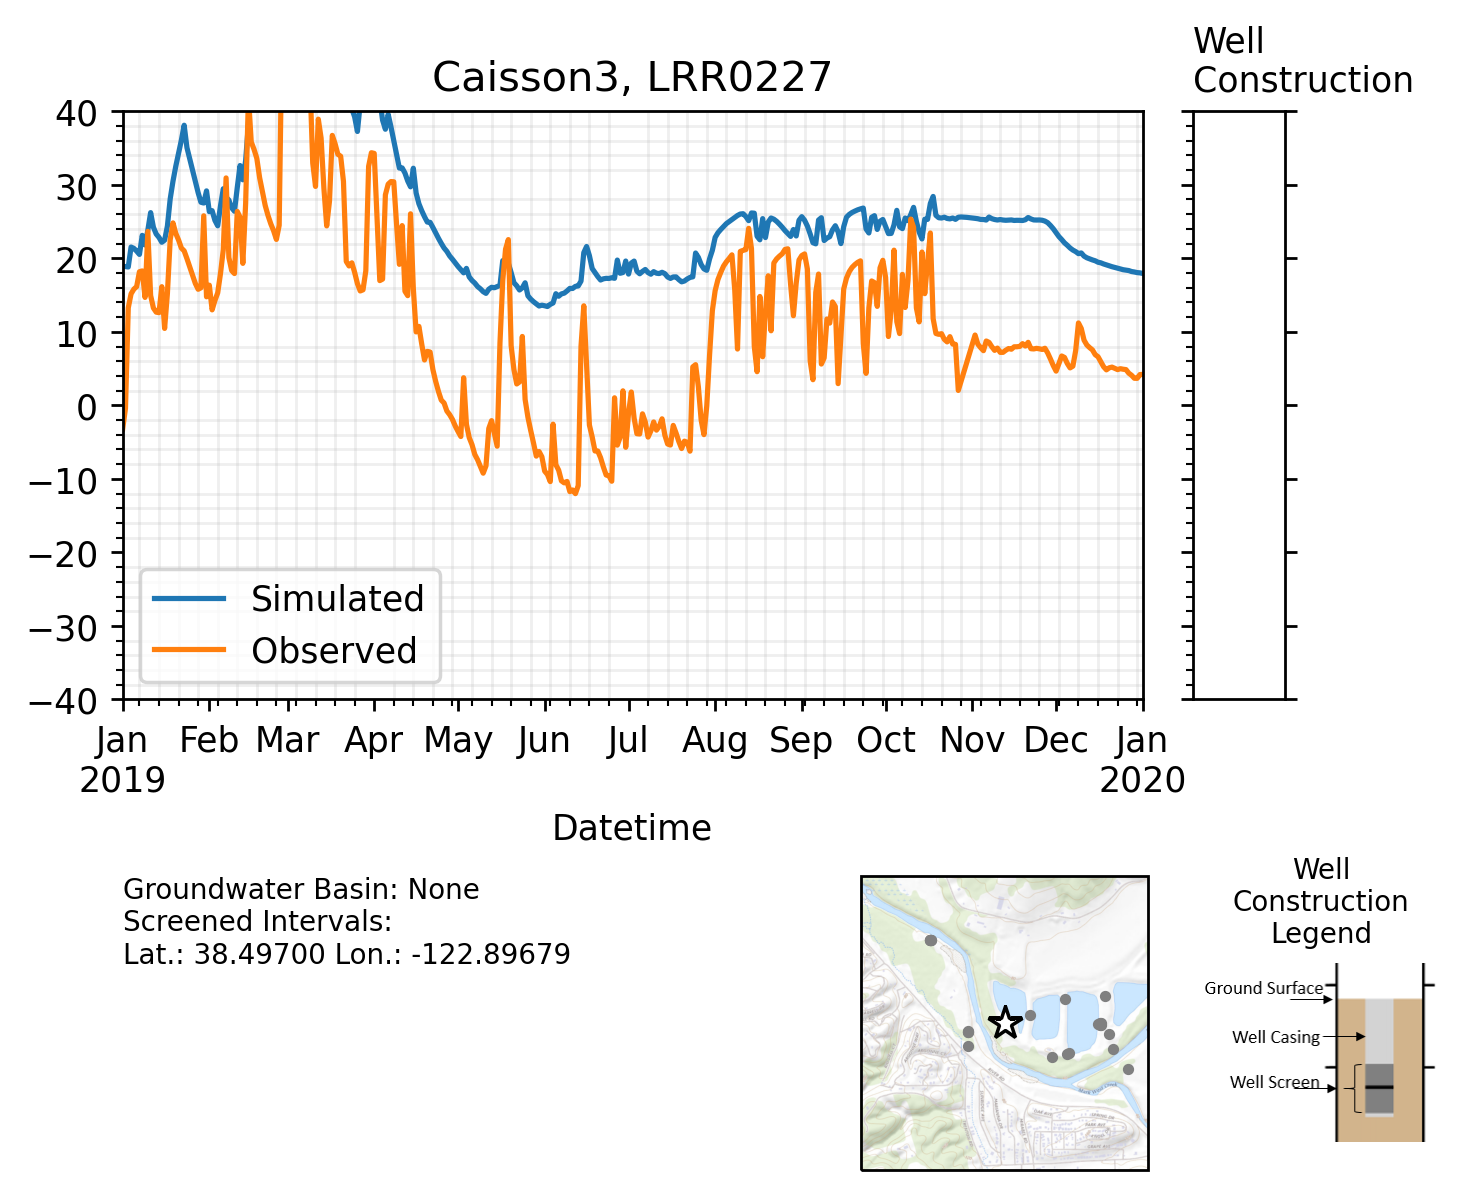 Well
Construction
Caisson3, LRR0227
40
30
20
10
0
−10
−20
−30
−40
Simulated
Observed
Jan Feb Mar Apr May Jun Jul Aug Sep Oct Nov Dec Jan
2019 2020
Datetime
Groundwater Basin: None
Screened Intervals:
Lat.: 38.49700 Lon.: -122.89679
Well
Construction
Legend
Ground Surface
Well Casing
Well Screen